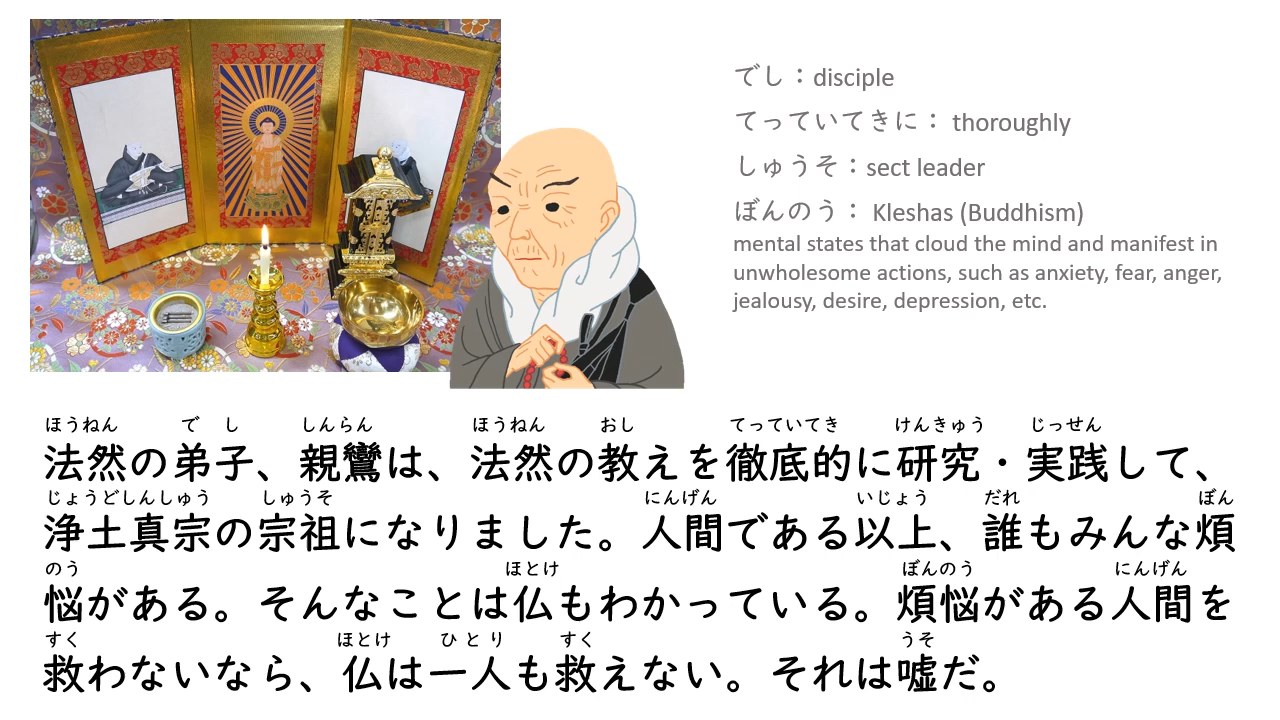 でし：disciple
てっていてきに： thoroughly
しゅうそ：sect leader
ぼんのう： Kleshas (Buddhism)
mental states that cloud the mind and manifest in
unwholesome actions, such as anxiety, fear, anger,
jealousy, desire, depression, etc.
ほうねん でし しんらん ほうねん おし てっていてき けんきゅう じっせん
法然の弟子、親鸞は、法然の教えを徹底的に研究・実践して、
じょうどしんしゅう しゅうそ にんげん いじょう だれ ぼん
浄土真宗の宗祖になりました。人間である以上、誰もみんな煩
のう ほとけ ぼんのう にんげん
悩がある。そんなことは仏もわかっている。煩悩がある人間を
すく ほとけ ひとり すく うそ
救わないなら、仏は一人も救えない。それは嘘だ。